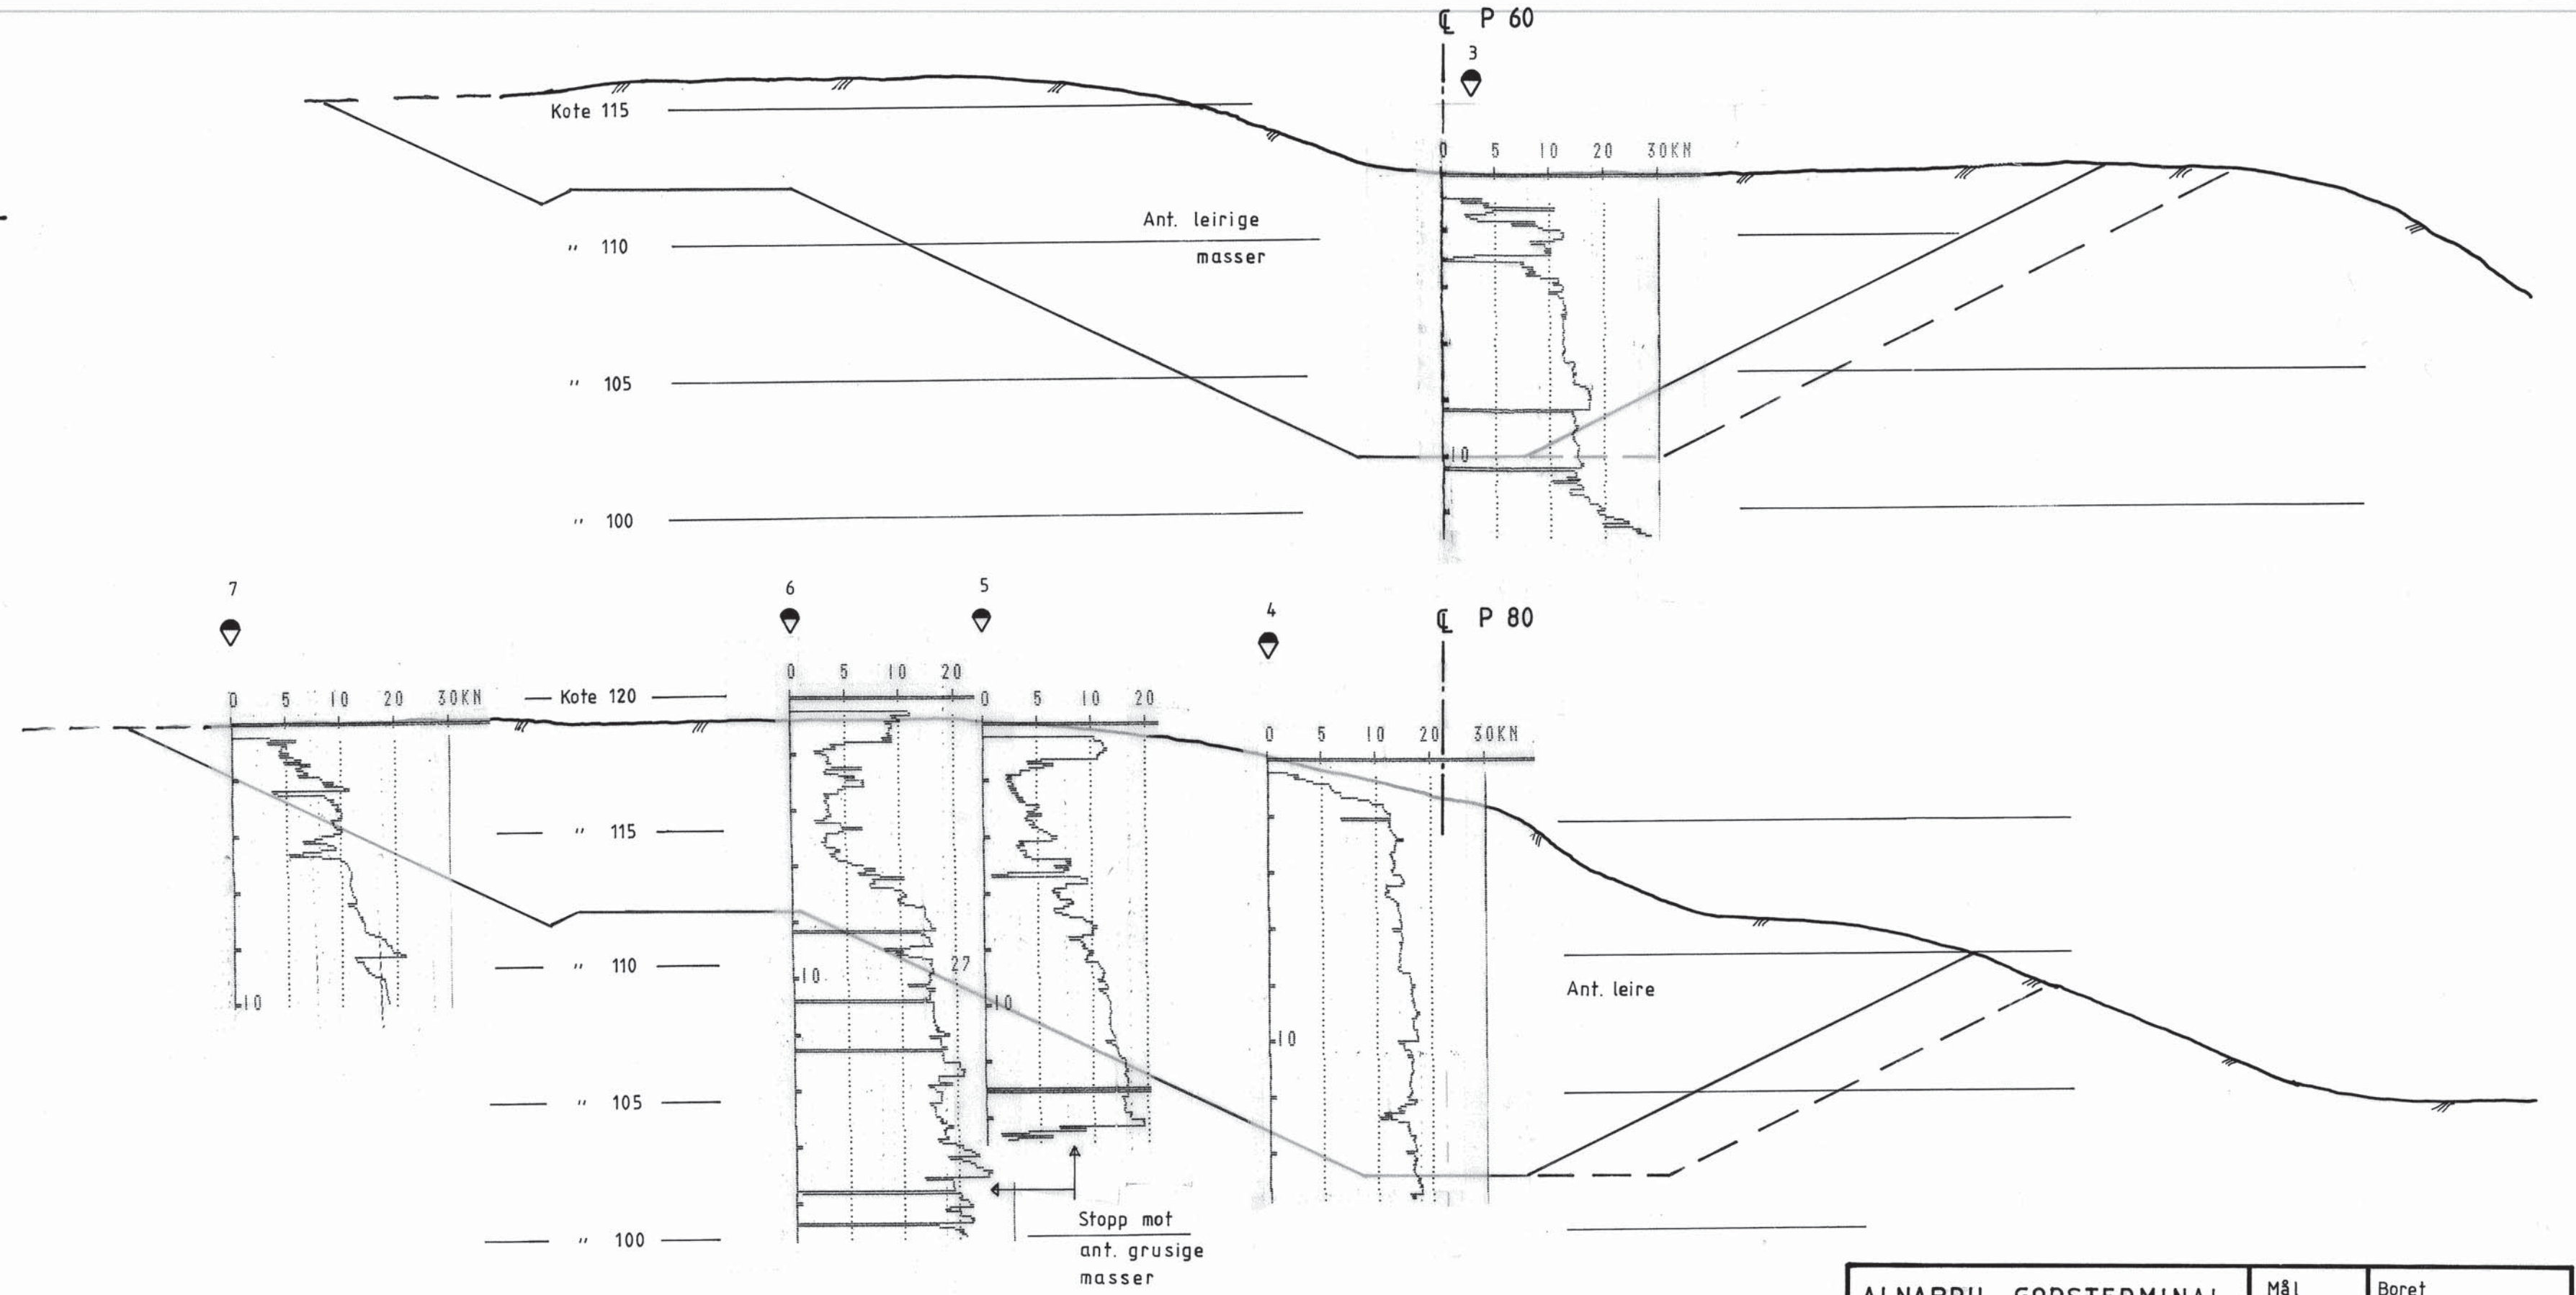 ℄ P 60
3
Kote 115
0 5 10 20 30KN
Ant. leirige
masser
" 110
" 105
10
" 100
7
6
5
4
℄ P 80
0 5 10 20 30KN
Kote 120
0 5 10 20
0 5 10 20
0 5 10 20 30KN
" 115
" 110
10
27
10
10
Ant. leire
10
" 105
" 100
Stopp mot
ant. grusige
masser
Mål
Boret